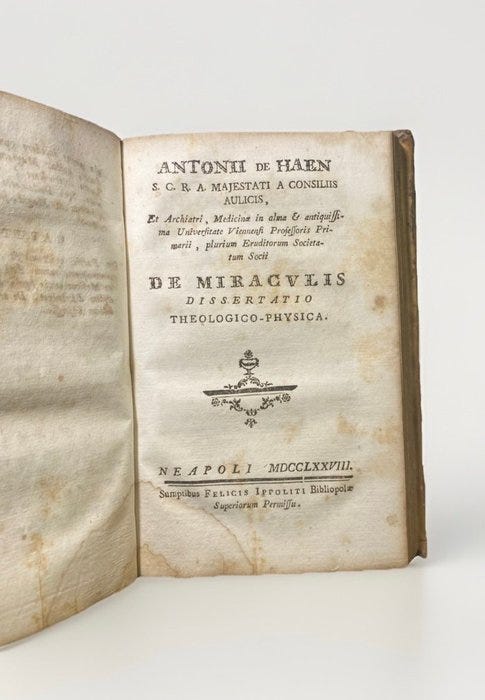 ANTONII DE HAEN
S. C. R. A. MAJESTATI A CONSILIIS
AULICIS,
Et Archiatri, Medicinæ in alma & antiquissi-
ma Universitate Viennensi Professoris Pri-
marii, plurium Eruditorum Societa-
tum Socii
DE MIRACVLIS
DISSERTATIO
THEOLOGICO-PHYSICA.
NEAPOLI MDCCLXXVIII.
Sumptibus FELICIS IPPOLITI Bibliopolæ
Superiorum Permissu.